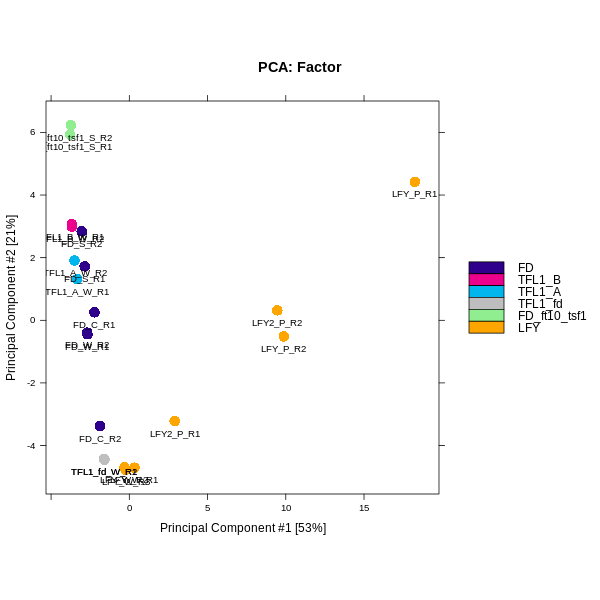 PCA: Factor
6
4
2
0
-2
-4
0
5
10
15
Principal Component #2 [21%]
Principal Component #1 [53%]
ft10_tsf1_S_R2
ft10_tsf1_S_R1
LFY_P_R1
FD_S_R2
TFL1_A_W_R2
FD_S_R1
TFL1_A_W_R1
FD_C_R1
LFY2_P_R2
LFY_P_R2
FD_W_R2
FD_W_R1
LFY2_P_R1
FD_C_R2
FD
TFL1_B
TFL1_A
TFL1_fd
FD_ft10_tsf1
LFY